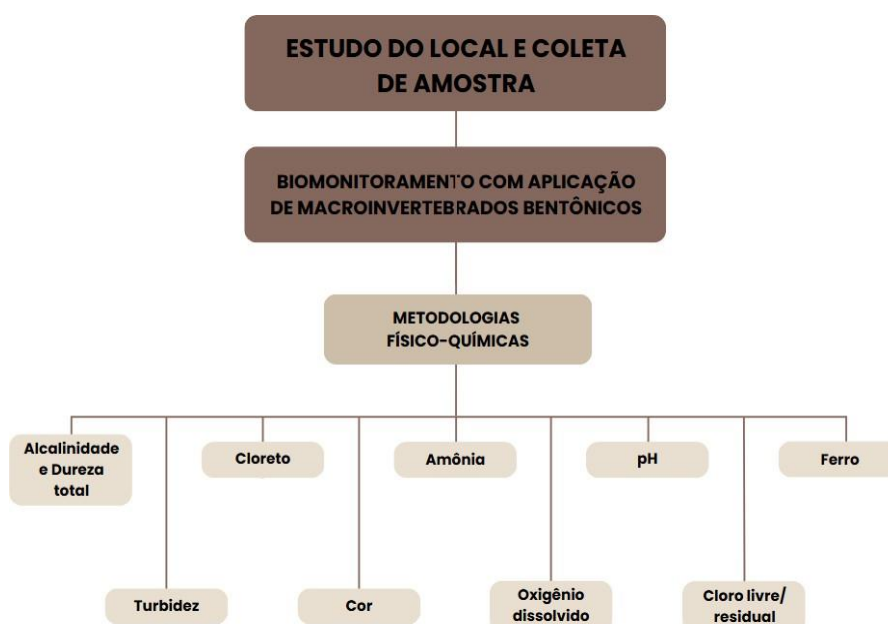 ESTUDO DO LOCAL E COLETA
DE AMOSTRA
BIOMONITORAMENTO COM APLICAÇÃO
DE MACROINVERTEBRADOS BENTÔNICOS
METODOLOGIAS
FÍSICO-QUÍMICAS
Alcalinidade
e Dureza
total
Cloreto
Amônia
pH
Ferro
Turbidez
Cor
Oxigênio
dissolvido
Cloro livre/
residual